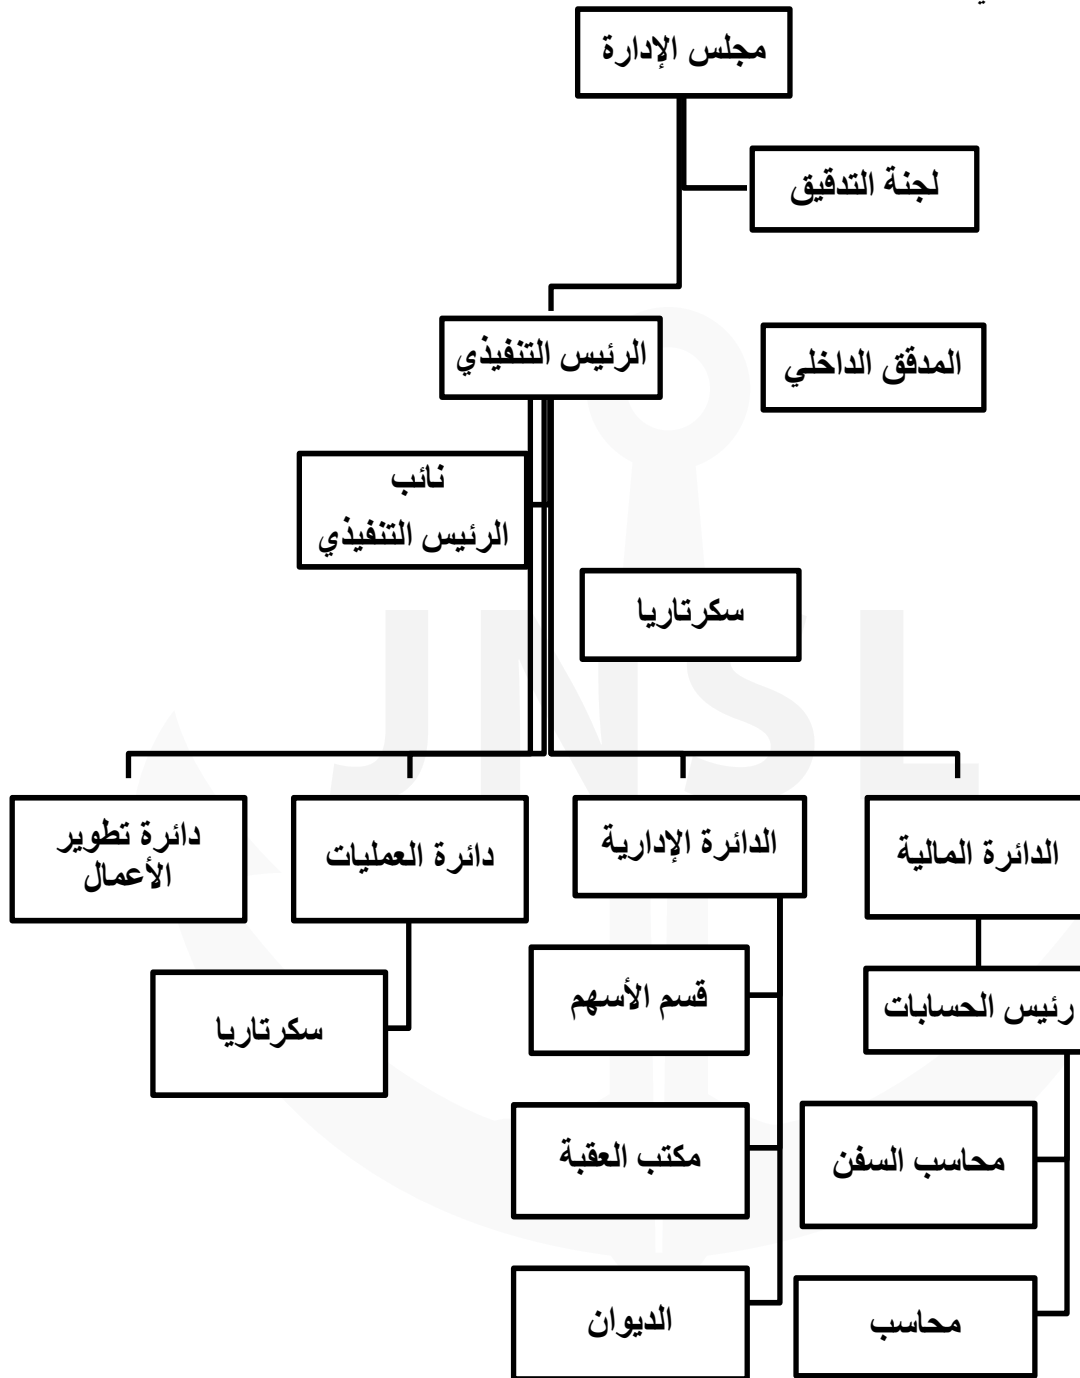 مجلس الإدارة
لجنة التدقيق
المدقق الداخلي
الرئيس التنفيذي
نائب
الرئيس التنفيذي
سكرتاريا
الدائرة المالية
الدائرة الإدارية
دائرة العمليات
دائرة تطوير
الأعمال
رئيس الحسابات
قسم الأسهم
سكرتاريا
محاسب السفن
مكتب العقبة
محاسب
الديوان
JNSL